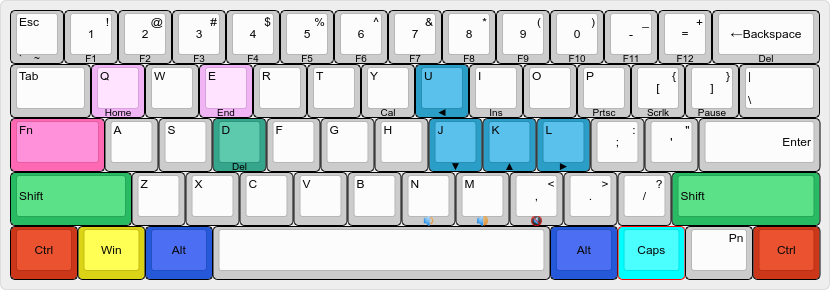 Esc ! @ # $ % ^ & * ( ) _ +
1 2 3 4 5 6 7 8 9 0 - = ←Backspace
` ~ F1 F2 F3 F4 F5 F6 F7 F8 F9 F10 F11 F12 Del
Tab Q W E R T Y U I O P { } |
[ ] \
Home End Cal ◄ Ins Prtsc Scrlk Pause
Fn A S D F G H J K L : "
; ' Enter
Del ▼ ▲ ►
Z X C V B N M < > ?
Shift , . / Shift
Pn
Ctrl Win Alt Alt Caps Ctrl